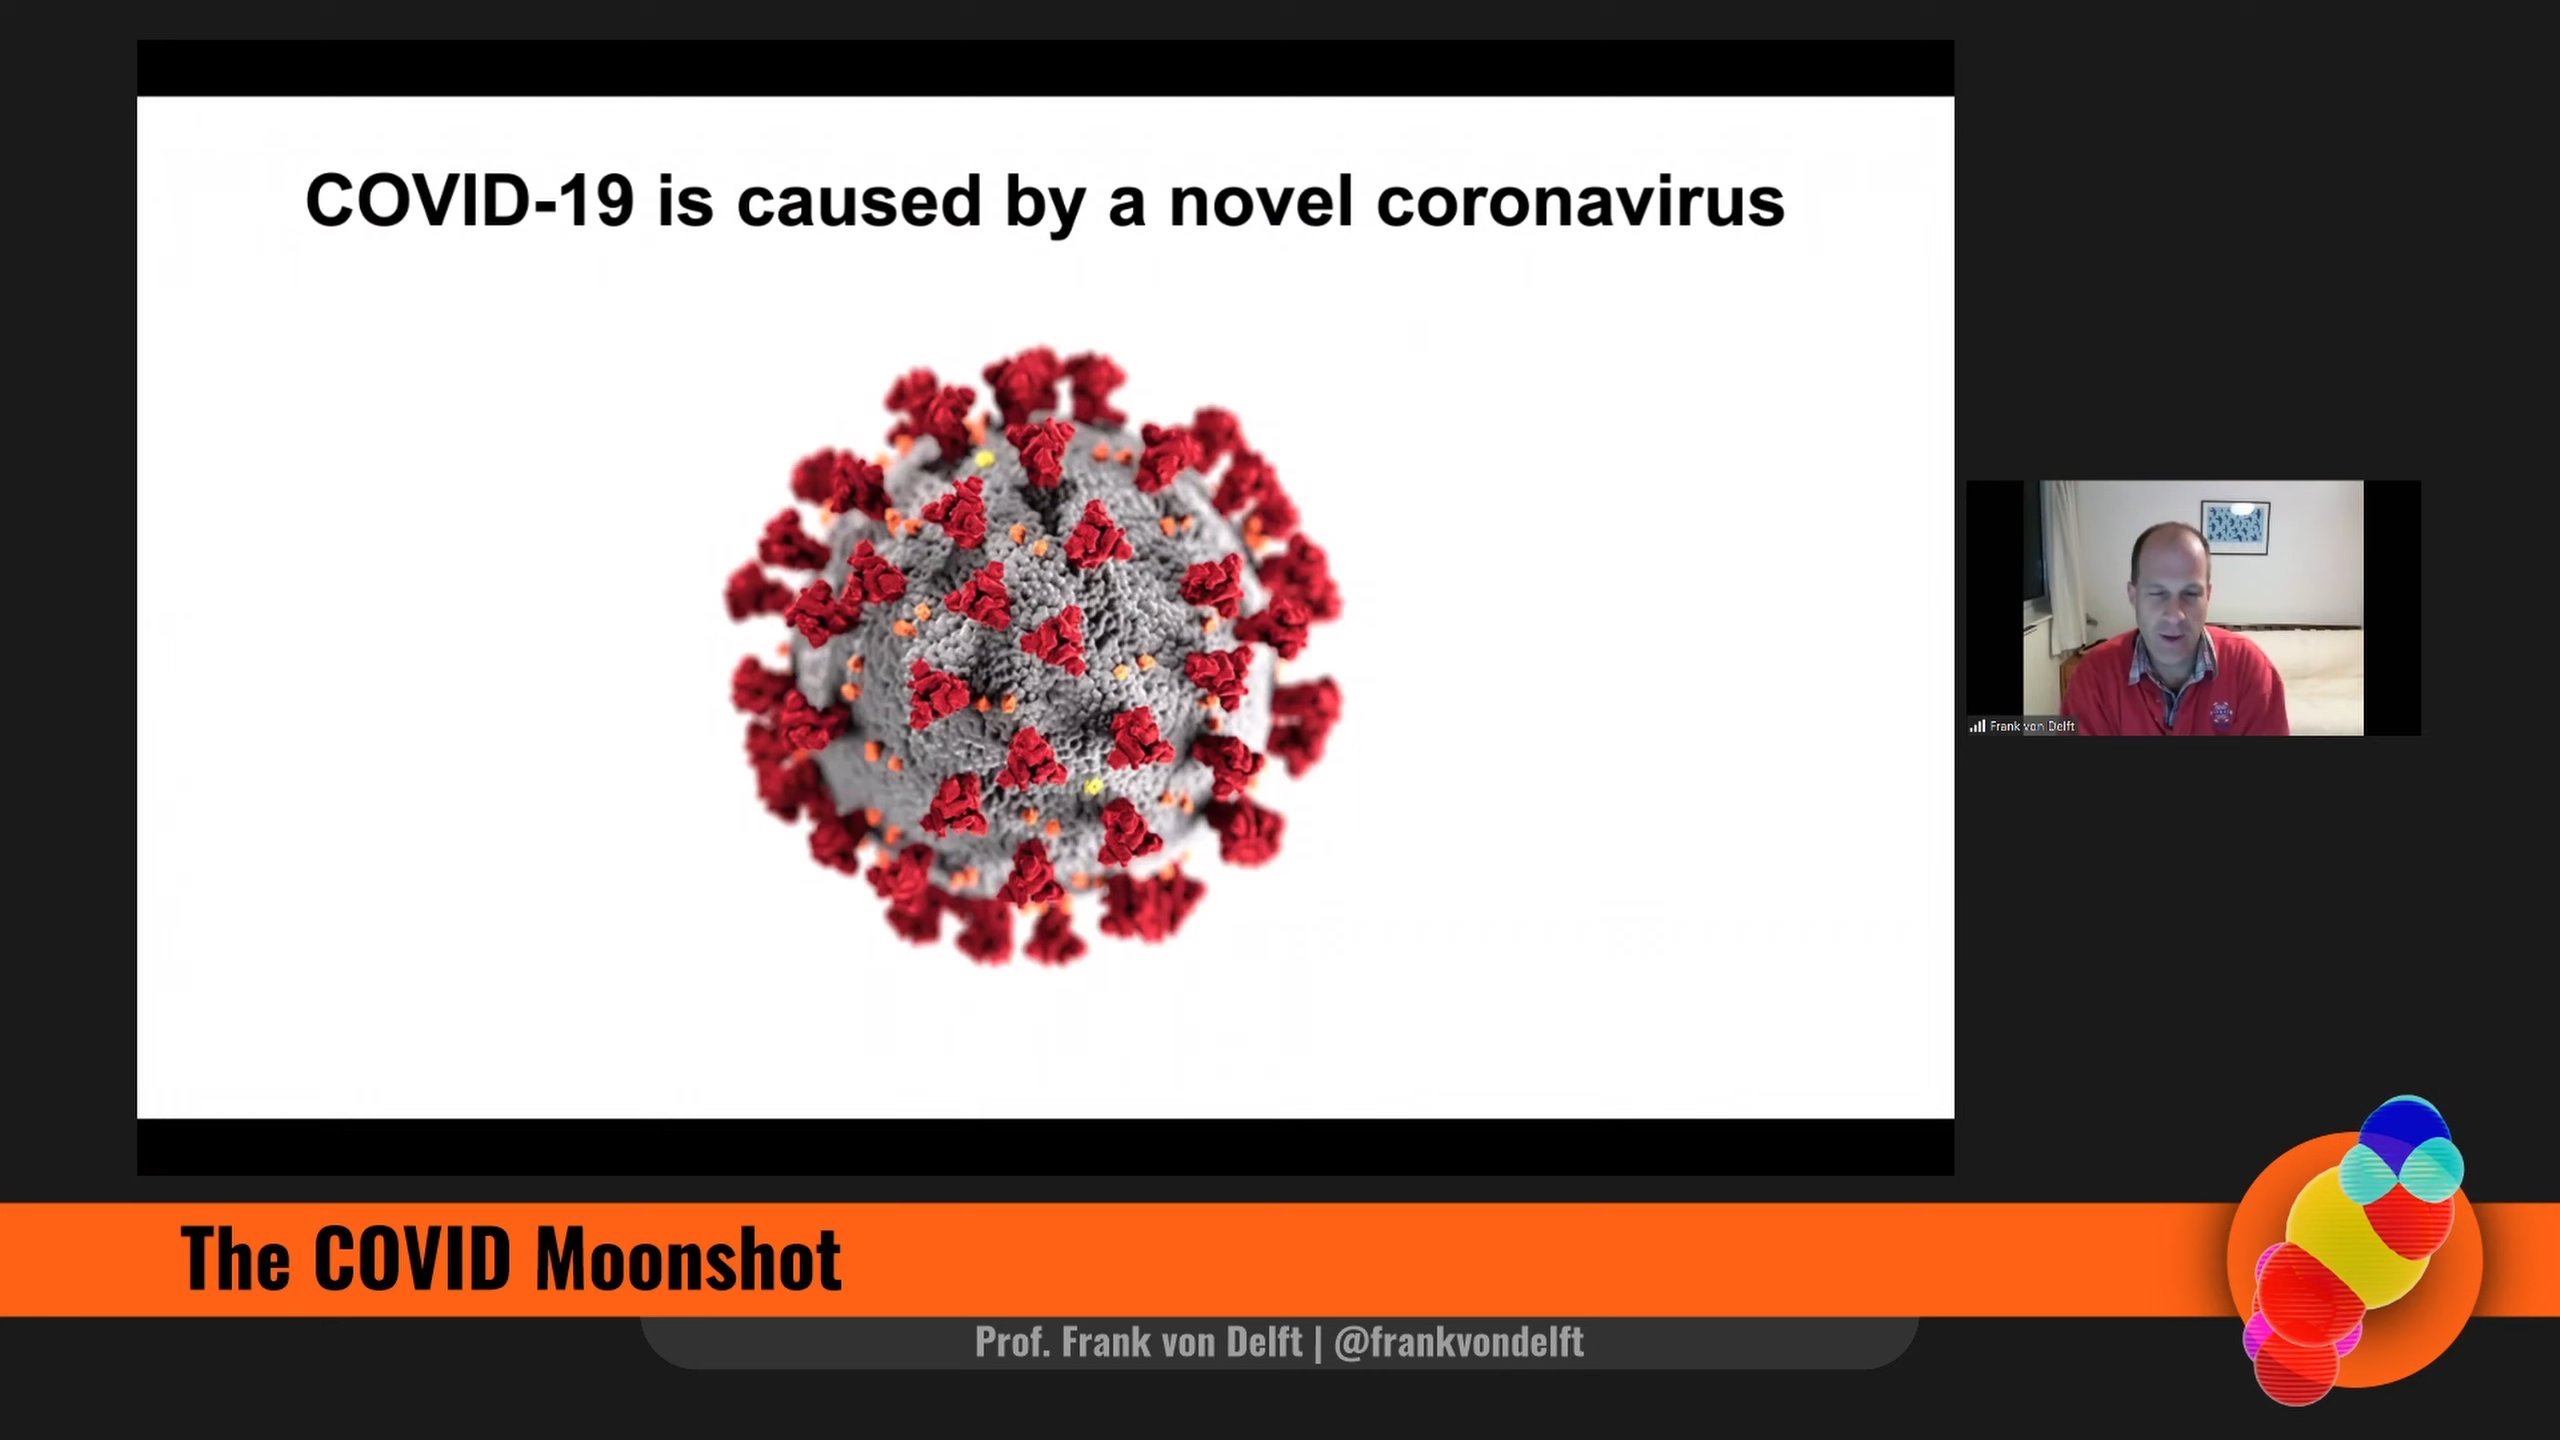 COVID-19 is caused by a novel coronavirus
Frank von Delft
The COVID Moonshot
Prof. Frank von Delft | @frankvondelft